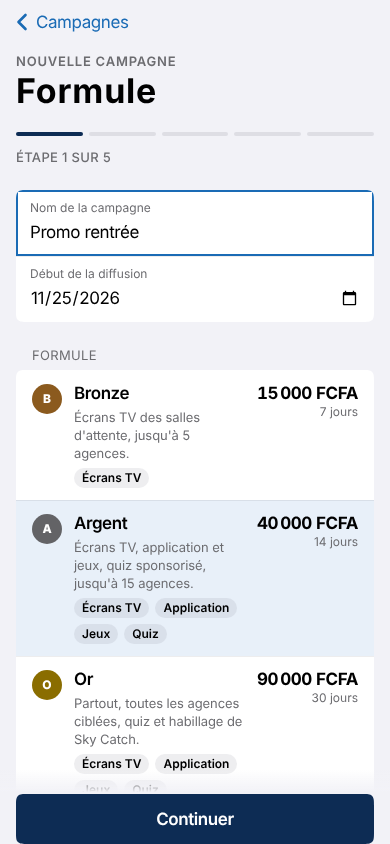 Campagnes
NOUVELLE CAMPAGNE
Formule
ÉTAPE 1 SUR 5
Nom de la campagne
Promo rentrée
Début de la diffusion
11/25/2026
FORMULE
B
Bronze
15 000 FCFA
7 jours
Écrans TV des salles
d'attente, jusqu'à 5
agences.
Écrans TV
A
Argent
40 000 FCFA
14 jours
Écrans TV, application et
jeux, quiz sponsorisé,
jusqu'à 15 agences.
Écrans TV Application
Jeux Quiz
O
Or
90 000 FCFA
30 jours
Partout, toutes les agences
ciblées, quiz et habillage de
Sky Catch.
Écrans TV Application
Jeux Quiz
Continuer